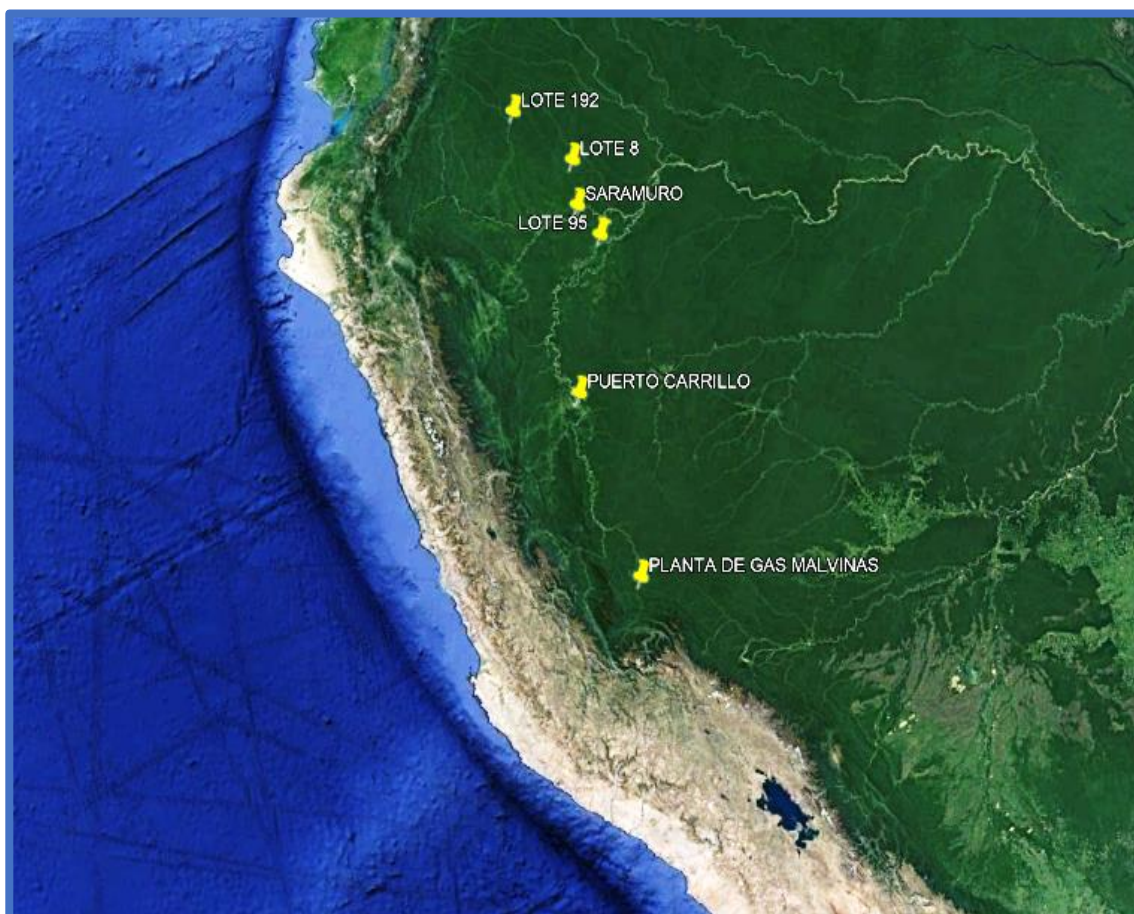 LOTE 192
LOTE 8
SARAMURO
LOTE 95
PUERTO CARRILLO
PLANTA DE GAS MALVINAS